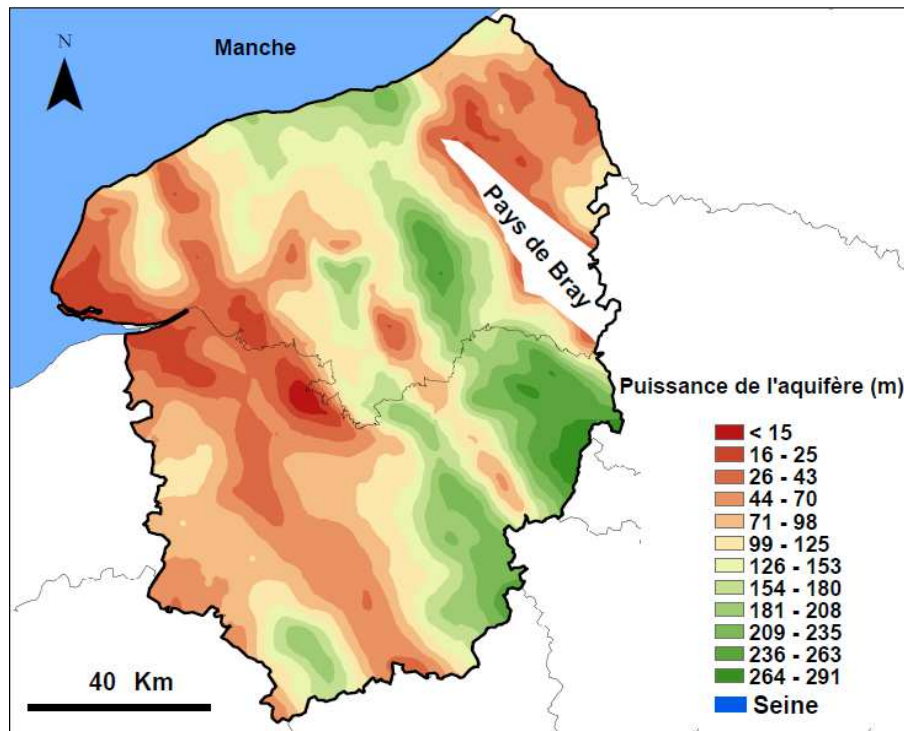 Manche
N
Pays de Bray
Puissance de l'aquifère (m)
< 15
16 - 25
26 - 43
44 - 70
71 - 98
99 - 125
126 - 153
154 - 180
181 - 208
209 - 235
236 - 263
264 - 291
Seine
40 Km